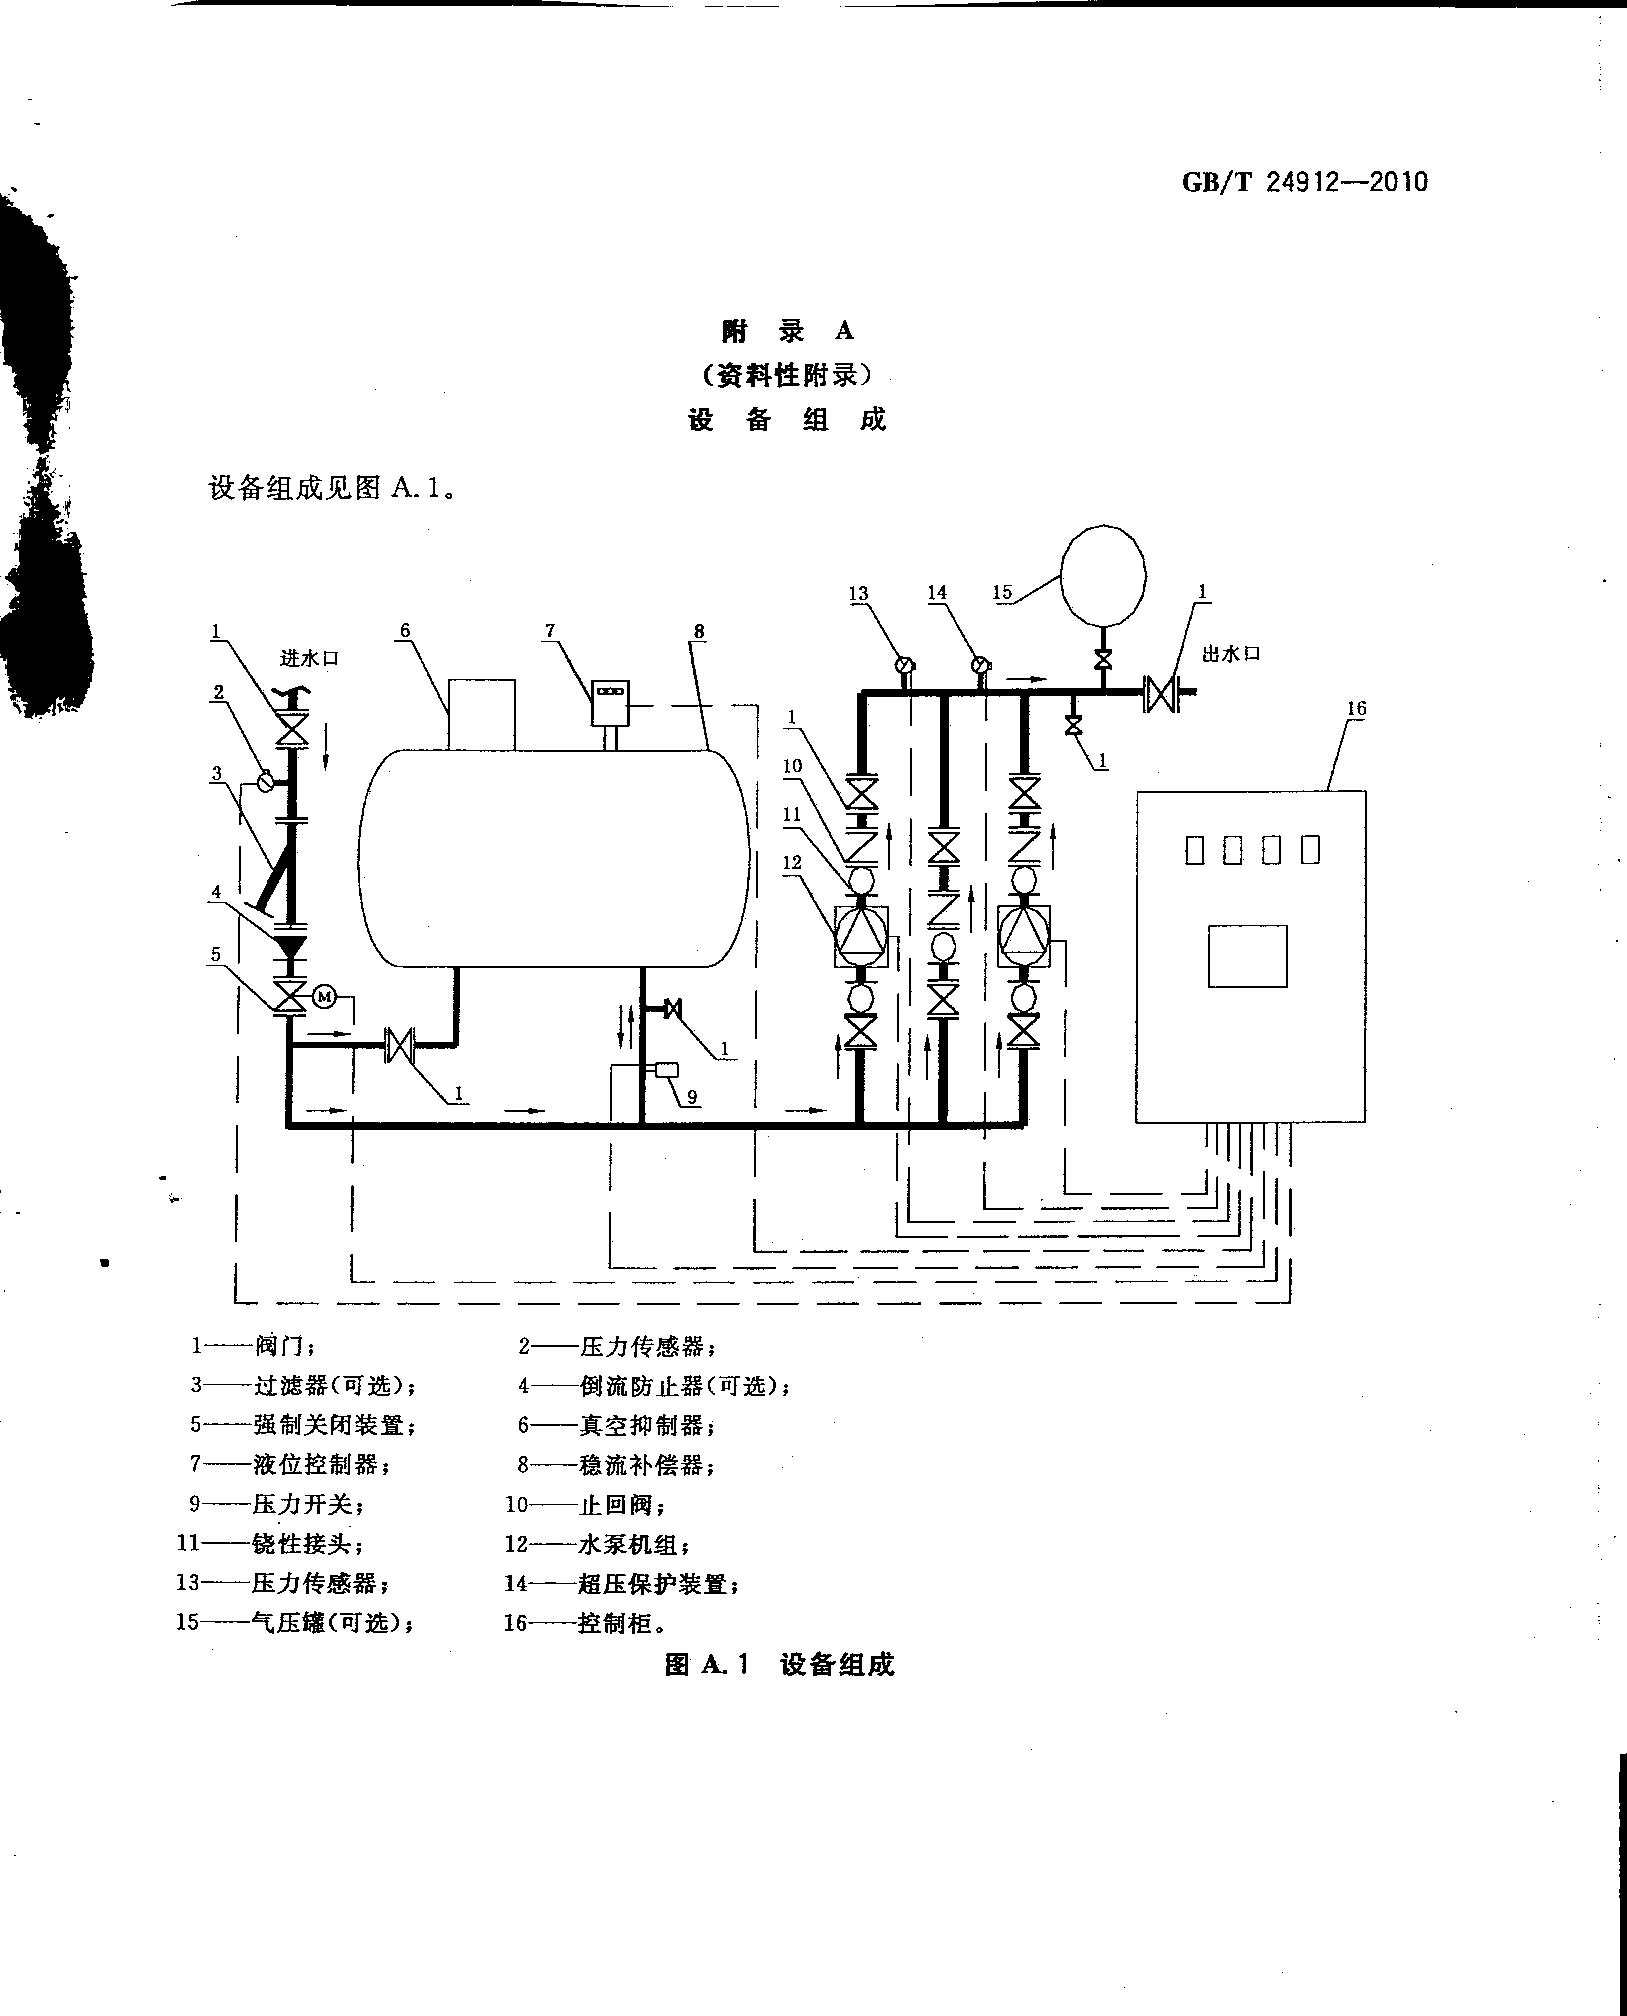 GB/T 24912—2010
附 录 A
(资料性附录)
设 备 组 成
设备组成见图 A.1。
13 14 15 1
1 进水口 6 7 8 出水口
2 1 16
3 10 1
4 11
12
5
M
1
1 9
1——阀门; 2——压力传感器;
3——过滤器(可选); 4——倒流防止器(可选);
5——强制关闭装置; 6——真空抑制器;
7——液位控制器; 8——稳流补偿器;
9——压力开关; 10——止回阀;
11——铙性接头; 12——水泵机组;
13——压力传感器; 14——超压保护装置;
15——气压罐(可选); 16——控制柜。
图 A.1 设备组成